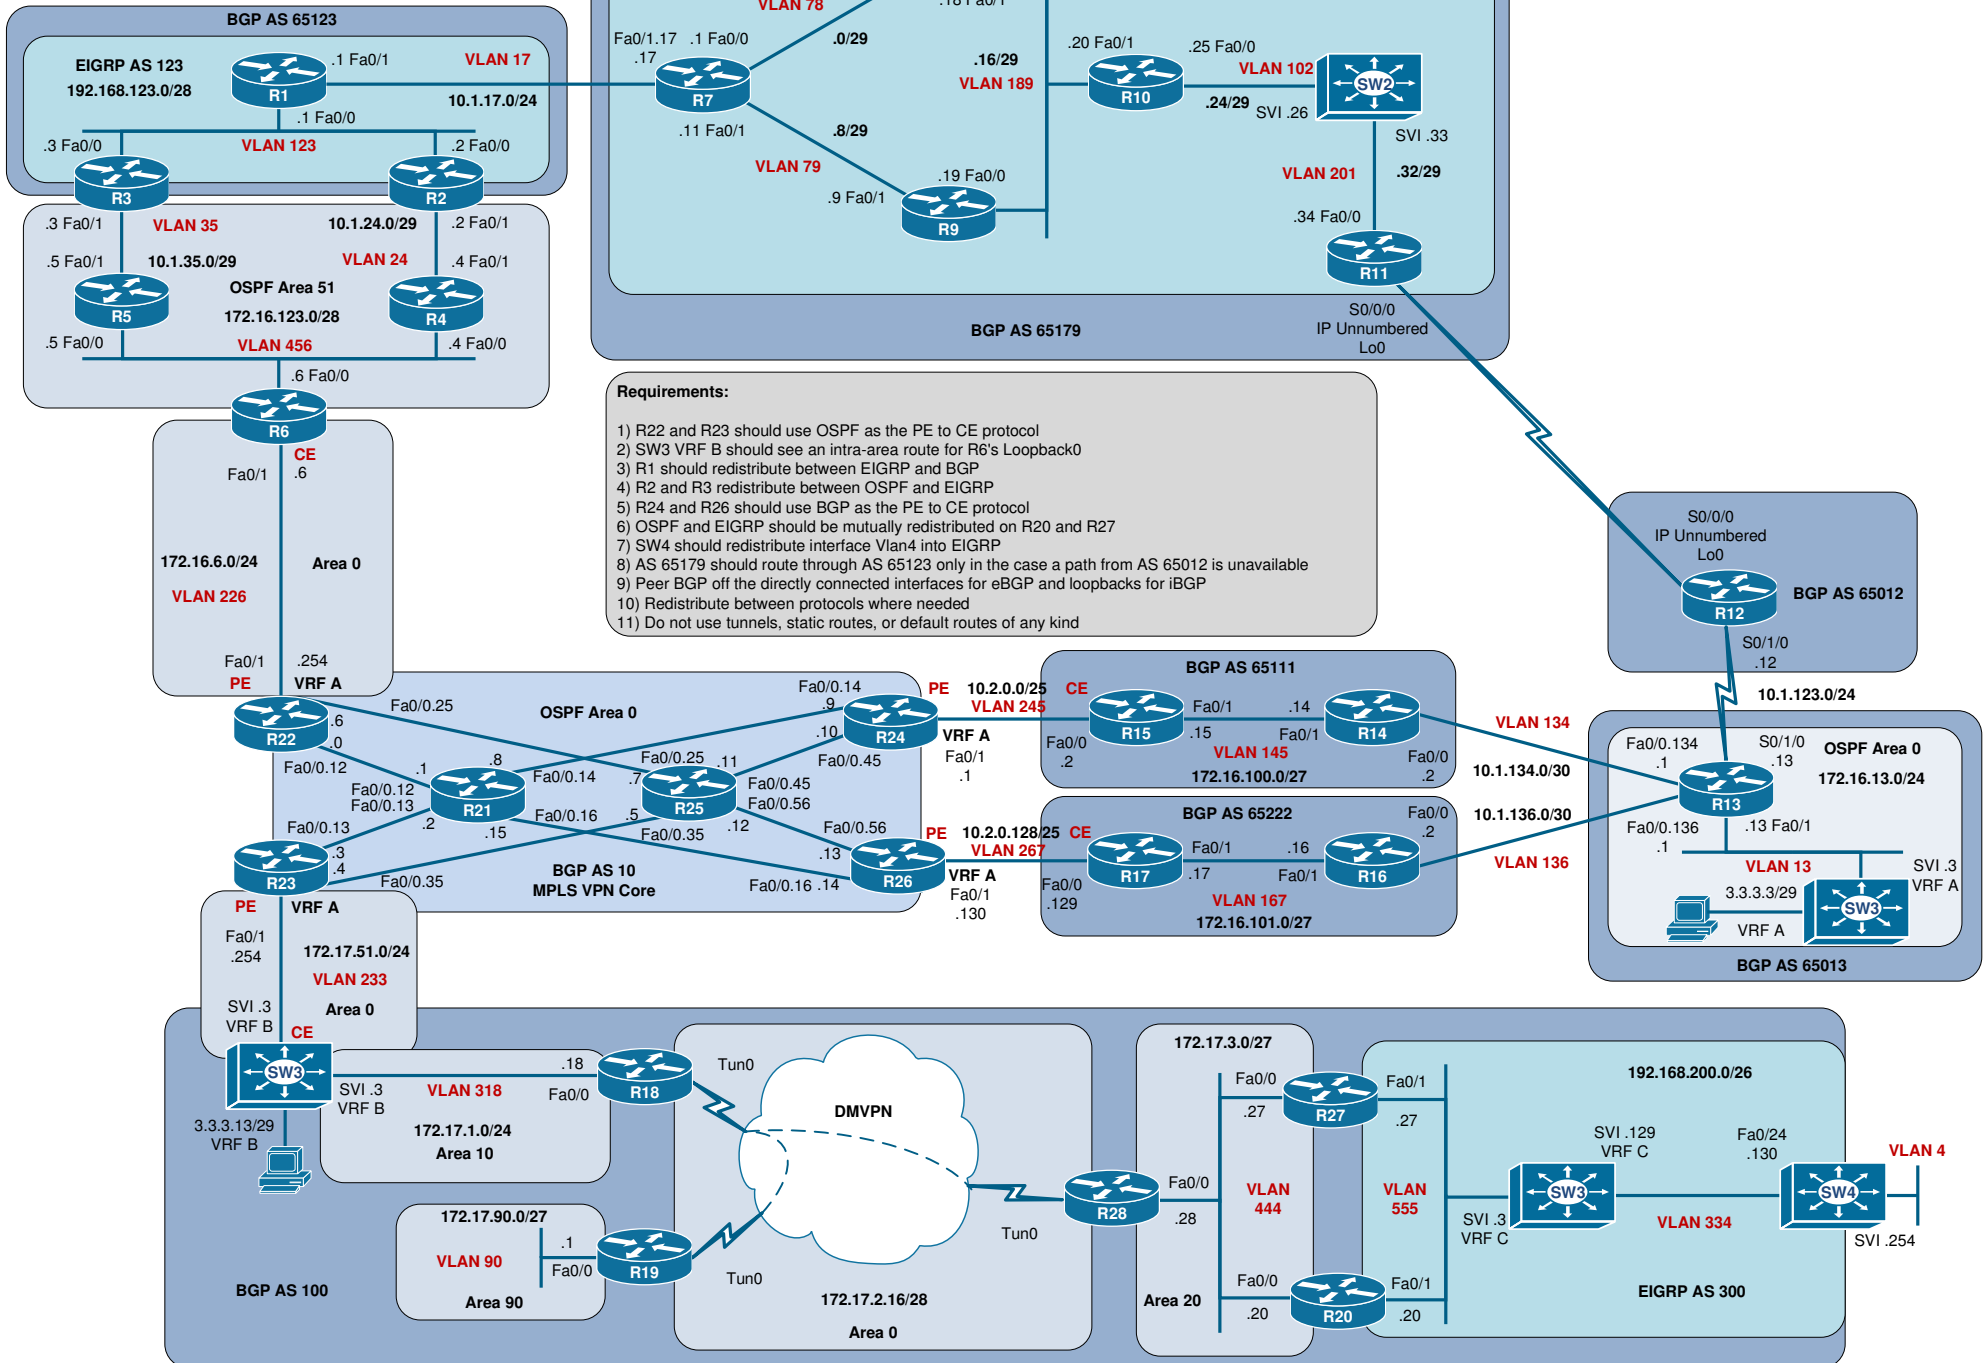 BGP AS 65123
EIGRP AS 123
192.168.123.0/28
R1
.1 Fa0/1
VLAN 17
10.1.17.0/24
.1 Fa0/0
.3 Fa0/0
VLAN 123
.2 Fa0/0
R3
R2
.3 Fa0/1
VLAN 35
10.1.24.0/29
.2 Fa0/1
.5 Fa0/1
10.1.35.0/29
VLAN 24
.4 Fa0/1
OSPF Area 51
172.16.123.0/28
R5
R4
.5 Fa0/0
VLAN 456
.4 Fa0/0
.6 Fa0/0
R6
CE
Fa0/1
.6
172.16.6.0/24
Area 0
VLAN 226
Fa0/1
.254
PE
VRF A
VLAN 78
.18 Fa0/1
Fa0/1.17
.17
.1 Fa0/0
.0/29
R7
.11 Fa0/1
.8/29
VLAN 79
.9 Fa0/1
.19 Fa0/0
R9
.16/29
VLAN 189
.20 Fa0/1
R10
.25 Fa0/0
VLAN 102
.24/29
SVI .26
SW2
SVI .33
VLAN 201
.32/29
.34 Fa0/0
R11
S0/0/0
IP Unnumbered
Lo0
BGP AS 65179
Requirements:
1) R22 and R23 should use OSPF as the PE to CE protocol
2) SW3 VRF B should see an intra-area route for R6's Loopback0
3) R1 should redistribute between EIGRP and BGP
4) R2 and R3 redistribute between OSPF and EIGRP
5) R24 and R26 should use BGP as the PE to CE protocol
6) OSPF and EIGRP should be mutually redistributed on R20 and R27
7) SW4 should redistribute interface Vlan4 into EIGRP
8) AS 65179 should route through AS 65123 only in the case a path from AS 65012 is unavailable
9) Peer BGP off the directly connected interfaces for eBGP and loopbacks for iBGP
10) Redistribute between protocols where needed
11) Do not use tunnels, static routes, or default routes of any kind
S0/0/0
IP Unnumbered
Lo0
R12
BGP AS 65012
S0/1/0
.12
10.1.123.0/24
R22
.6
.0
Fa0/0.25
OSPF Area 0
Fa0/0.12
.1
Fa0/0.12
Fa0/0.13
.8
Fa0/0.14
R21
.2
.15
Fa0/0.16
Fa0/0.14
.9
.10
R24
Fa0/0.45
Fa0/0.25
.11
.7
R25
Fa0/0.45
Fa0/0.56
.5
.12
Fa0/0.35
Fa0/0.13
.3
.4
R23
Fa0/0.35
BGP AS 10
MPLS VPN Core
Fa0/0.56
.13
Fa0/0.16
.14
R26
PE
10.2.0.0/25
CE
VLAN 245
VRF A
Fa0/1
.1
BGP AS 65111
R15
Fa0/0
.2
Fa0/1
.15
.14
Fa0/1
R14
VLAN 145
172.16.100.0/27
Fa0/0
.2
VLAN 134
10.1.134.0/30
PE
10.2.0.128/25
CE
VLAN 267
VRF A
Fa0/1
.130
BGP AS 65222
R17
Fa0/0
.129
Fa0/1
.17
.16
Fa0/1
R16
VLAN 167
172.16.101.0/27
Fa0/0
.2
10.1.136.0/30
VLAN 136
Fa0/0.134
.1
S0/1/0
.13
OSPF Area 0
172.16.13.0/24
R13
Fa0/0.136
.1
.13 Fa0/1
VLAN 13
SVI .3
VRF A
3.3.3.3/29
VRF A
SW3
BGP AS 65013
PE
VRF A
Fa0/1
.254
172.17.51.0/24
VLAN 233
SVI .3
VRF B
Area 0
CE
SW3
3.3.3.13/29
VRF B
SVI .3
VRF B
VLAN 318
.18
Fa0/0
R18
172.17.1.0/24
Area 10
Tun0
DMVPN
172.17.90.0/27
VLAN 90
.1
Fa0/0
R19
Area 90
Tun0
172.17.2.16/28
Area 0
Tun0
R28
Fa0/0
.28
BGP AS 100
172.17.3.0/27
Fa0/0
.27
R27
Fa0/1
.27
VLAN
444
VLAN
555
Fa0/0
.20
R20
Fa0/1
.20
Area 20
192.168.200.0/26
SVI .129
VRF C
SVI .3
VRF C
SW3
Fa0/24
.130
VLAN 334
SW4
VLAN 4
SVI .254
EIGRP AS 300